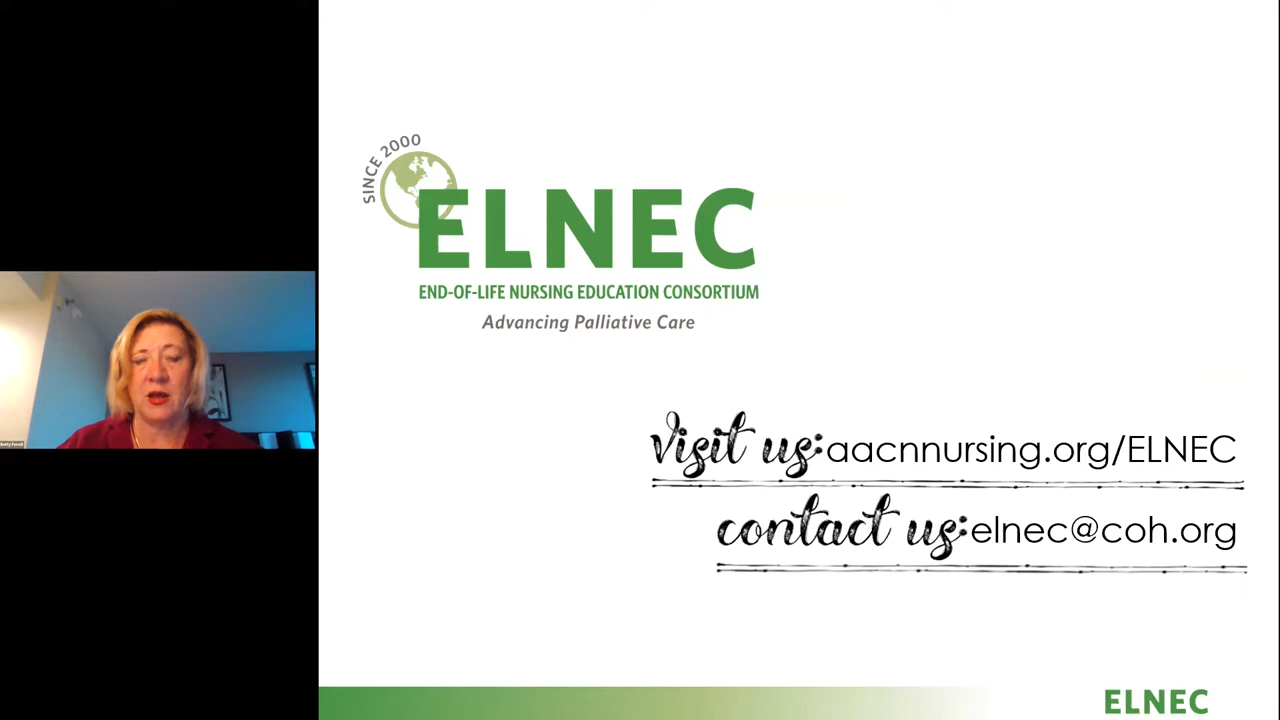 SINCE 2000
ELNEC
END-OF-LIFE NURSING EDUCATION CONSORTIUM
Advancing Palliative Care
visit us: aacnnursing.org/ELNEC
contact us: elnec@coh.org
ELNEC